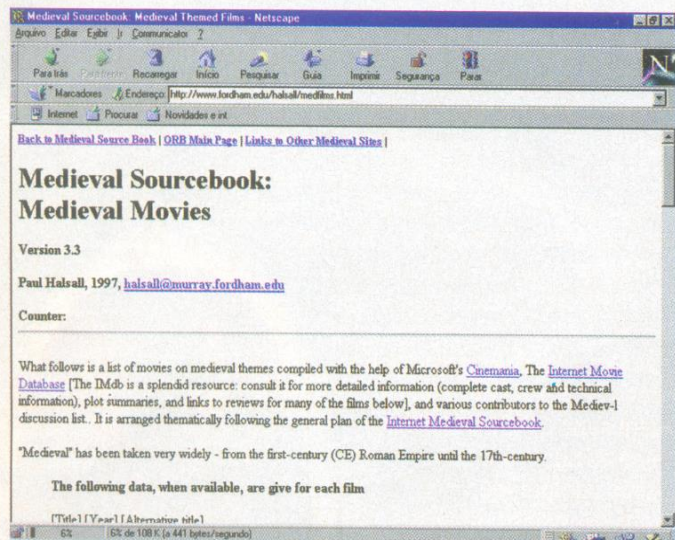 Medieval Sourcebook: Medieval Themed Films - Netscape
Arquivo Editar Exibir Ir Communicator ?
Para trás Para frente Recarregar Início Pesquisar Guia Imprimir Segurança Parar
Marcadores Endereço: http://www.fordham.edu/halsall/medfilms.html
Internet Procurar Novidades e int
Back to Medieval Source Book | ORB Main Page | Links to Other Medieval Sites |
Medieval Sourcebook:
Medieval Movies
Version 3.3
Paul Halsall, 1997, halsall@murray.fordham.edu
Counter:
What follows is a list of movies on medieval themes compiled with the help of Microsoft's Cinemania, The Internet Movie
Database [The IMdb is a splendid resource: consult it for more detailed information (complete cast, crew and technical
information), plot summaries, and links to reviews for many of the films below], and various contributors to the Mediev-l
discussion list.. It is arranged thematically following the general plan of the Internet Medieval Sourcebook.
"Medieval" has been taken very widely - from the first-century (CE) Roman Empire until the 17th-century.
The following data, when available, are give for each film
[Title] [Year] [Alternative title]
6% 6% de 108 K (a 441 bytes/segundo)